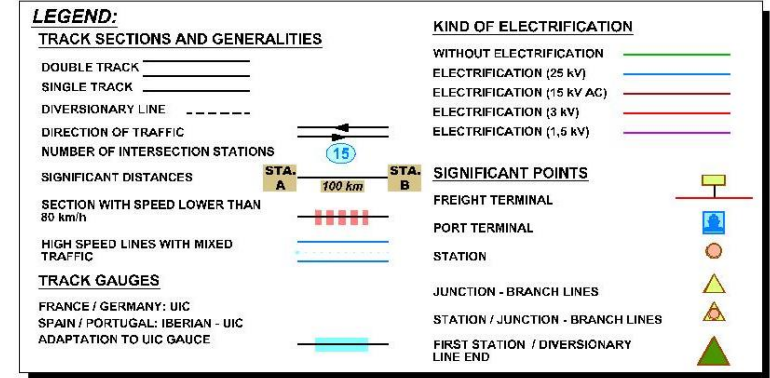 LEGEND:
TRACK SECTIONS AND GENERALITIES
DOUBLE TRACK
SINGLE TRACK
DIVERSIONARY LINE
DIRECTION OF TRAFFIC
NUMBER OF INTERSECTION STATIONS
15
SIGNIFICANT DISTANCES
STA. A
100 km
STA. B
SECTION WITH SPEED LOWER THAN
80 km/h
HIGH SPEED LINES WITH MIXED
TRAFFIC
TRACK GAUGES
FRANCE / GERMANY: UIC
SPAIN / PORTUGAL: IBERIAN - UIC
ADAPTATION TO UIC GAUCE
KIND OF ELECTRIFICATION
WITHOUT ELECTRIFICATION
ELECTRIFICATION (25 kV)
ELECTRIFICATION (15 kV AC)
ELECTRIFICATION (3 kV)
ELECTRIFICATION (1,5 kV)
SIGNIFICANT POINTS
FREIGHT TERMINAL
PORT TERMINAL
STATION
JUNCTION - BRANCH LINES
STATION / JUNCTION - BRANCH LINES
FIRST STATION / DIVERSIONARY
LINE END